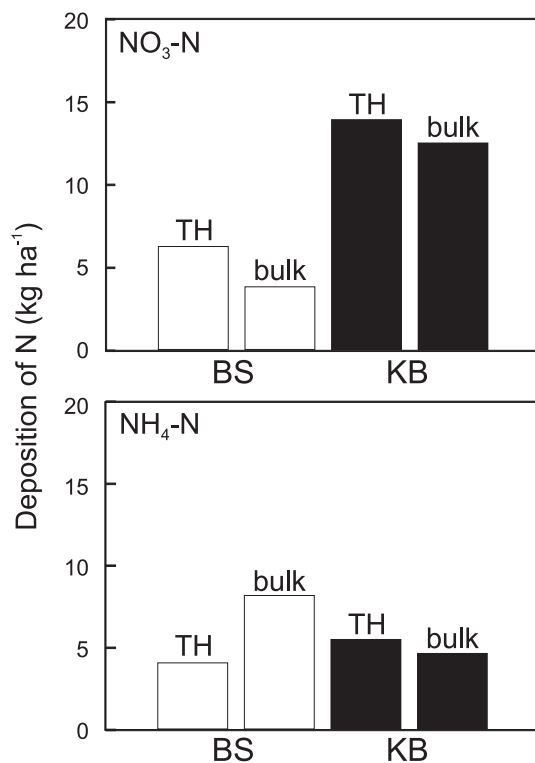 Deposition of N (kg ha⁻¹)
20
NO₃-N
15
TH
bulk
10
TH
bulk
5
0
BS KB
20
NH₄-N
15
10
bulk
TH
bulk
5
TH
0
BS KB